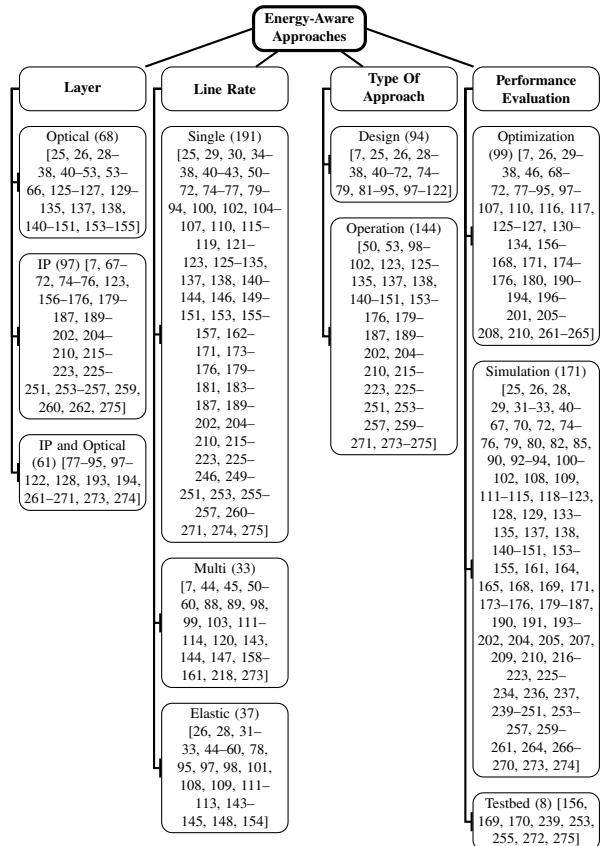 Energy-Aware
Approaches
Layer
Optical (68)
[25, 26, 28–
38, 40–53, 53–
66, 125–127, 129–
135, 137, 138,
140–151, 153–155]
IP (97) [7, 67–
72, 74–76, 123,
156–176, 179–
187, 189–
202, 204–
210, 215–
223, 225–
251, 253–257, 259,
260, 262, 275]
IP and Optical
(61) [77–95, 97–
122, 128, 193, 194,
261–271, 273, 274]
Line Rate
Single (191)
[25, 29, 30, 34–
38, 40–43, 50–
72, 74–77, 79–
94, 100, 102, 104–
107, 110, 115–
119, 121–
123, 125–135,
137, 138, 140–
144, 146, 149–
151, 153, 155–
157, 162–
171, 173–
176, 179–
181, 183–
187, 189–
202, 204–
210, 215–
223, 225–
246, 249–
251, 253, 255–
257, 260–
271, 274, 275]
Multi (33)
[7, 44, 45, 50–
60, 88, 89, 98,
99, 103, 111–
114, 120, 143,
144, 147, 158–
161, 218, 273]
Elastic (37)
[26, 28, 31–
33, 44–60, 78,
95, 97, 98, 101,
108, 109, 111–
113, 143–
145, 148, 154]
Type Of
Approach
Design (94)
[7, 25, 26, 28–
38, 40–72, 74–
79, 81–95, 97–122]
Operation (144)
[50, 53, 98–
102, 123, 125–
135, 137, 138,
140–151, 153–
176, 179–
187, 189–
202, 204–
210, 215–
223, 225–
251, 253–
257, 259–
271, 273–275]
Performance
Evaluation
Optimization
(99) [7, 26, 29–
38, 46, 68–
72, 77–95, 97–
107, 110, 116, 117,
125–127, 130–
134, 156–
168, 171, 174–
176, 180, 190–
194, 196–
201, 205–
208, 210, 261–265]
Simulation (171)
[25, 26, 28,
29, 31–33, 40–
67, 70, 72, 74–
76, 79, 80, 82, 85,
90, 92–94, 100–
102, 108, 109,
111–115, 118–123,
128, 129, 133–
135, 137, 138,
140–151, 153–
155, 161, 164,
165, 168, 169, 171,
173–176, 179–187,
190, 191, 193–
202, 204, 205, 207,
209, 210, 216–
223, 225–
234, 236, 237,
239–251, 253–
257, 259–
261, 264, 266–
270, 273, 274]
Testbed (8) [156,
169, 170, 239, 253,
255, 272, 275]